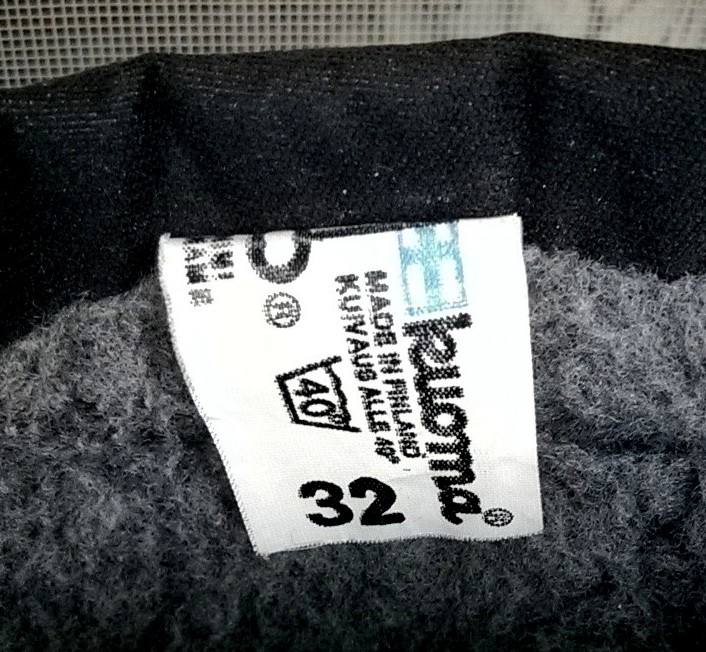 kuoma®
MADE IN FINLAND
KUIVAUS ALLE 40°
40°
32